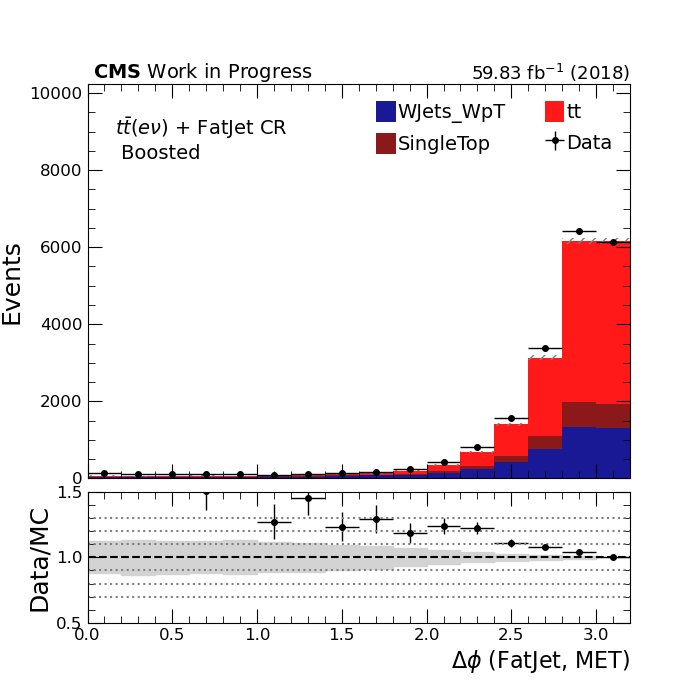 CMS Work in Progress 59.83 fb⁻¹ (2018)
10000
8000
6000
4000
2000
0
Events
tt̄(eν) + FatJet CR
Boosted
WJets_WpT
tt
SingleTop
Data
1.5
1.0
0.5
Data/MC
0.0 0.5 1.0 1.5 2.0 2.5 3.0
Δϕ (FatJet, MET)